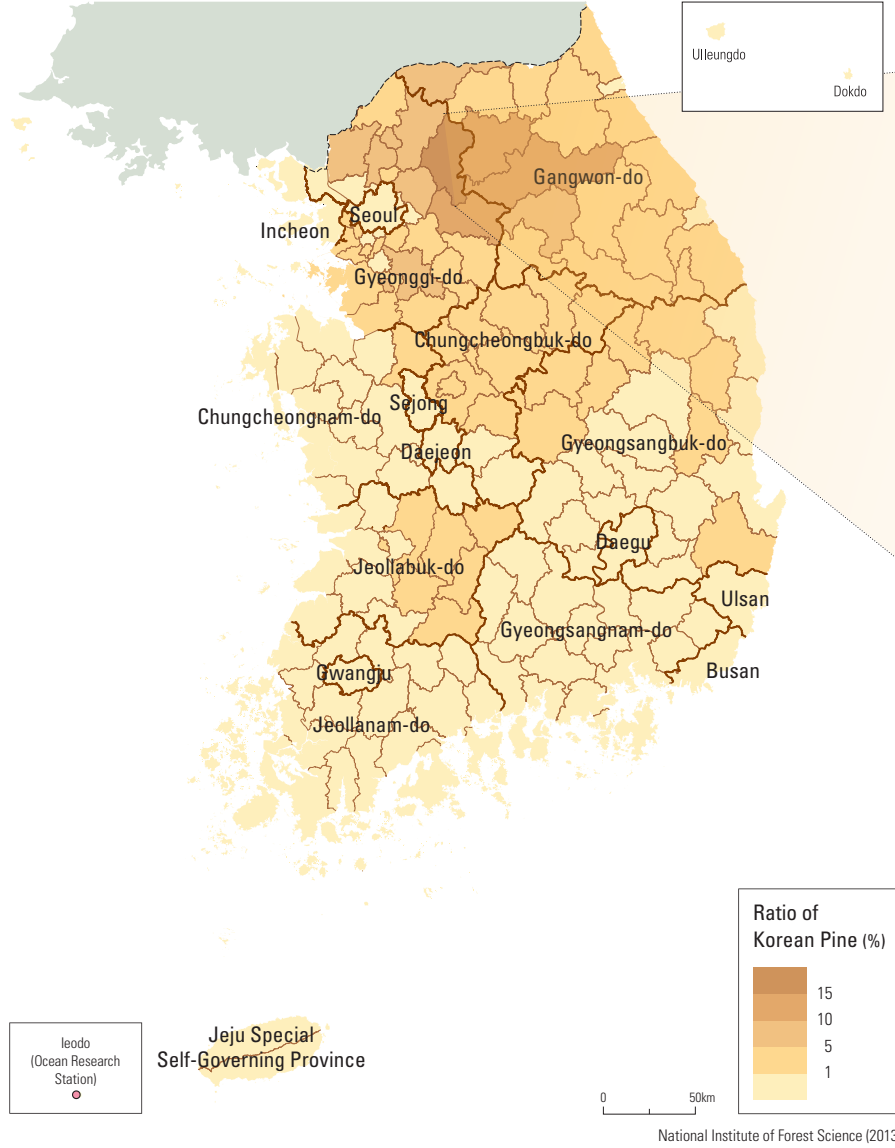 Ulleungdo
Dokdo
Gangwon-do
Seoul
Incheon
Gyeonggi-do
Chungcheongbuk-do
Sejong
Chungcheongnam-do
Gyeongsangbuk-do
Daejeon
Daegu
Jeollabuk-do
Ulsan
Gyeongsangnam-do
Gwangju
Busan
Jeollanam-do
Ratio of
Korean Pine (%)
15
10
5
1
Jeju Special
Self-Governing Province
Ieodo
(Ocean Research
Station)
0 50km
National Institute of Forest Science (2013